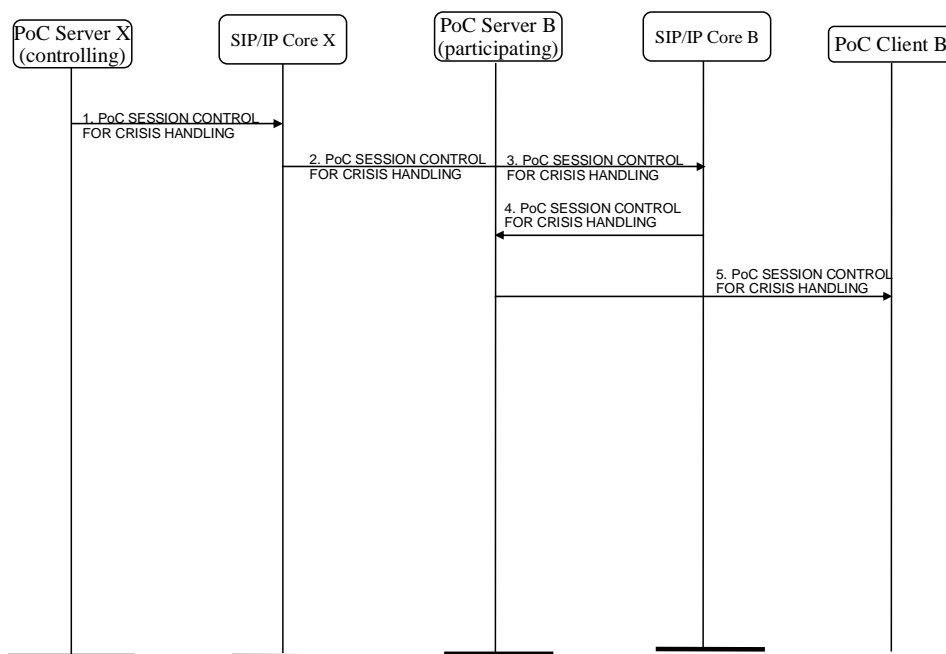 PoC Server X
(controlling)
SIP/IP Core X
PoC Server B
(participating)
SIP/IP Core B
PoC Client B
1. PoC SESSION CONTROL
FOR CRISIS HANDLING
2. PoC SESSION CONTROL
FOR CRISIS HANDLING
3. PoC SESSION CONTROL
FOR CRISIS HANDLING
4. PoC SESSION CONTROL
FOR CRISIS HANDLING
5. PoC SESSION CONTROL
FOR CRISIS HANDLING